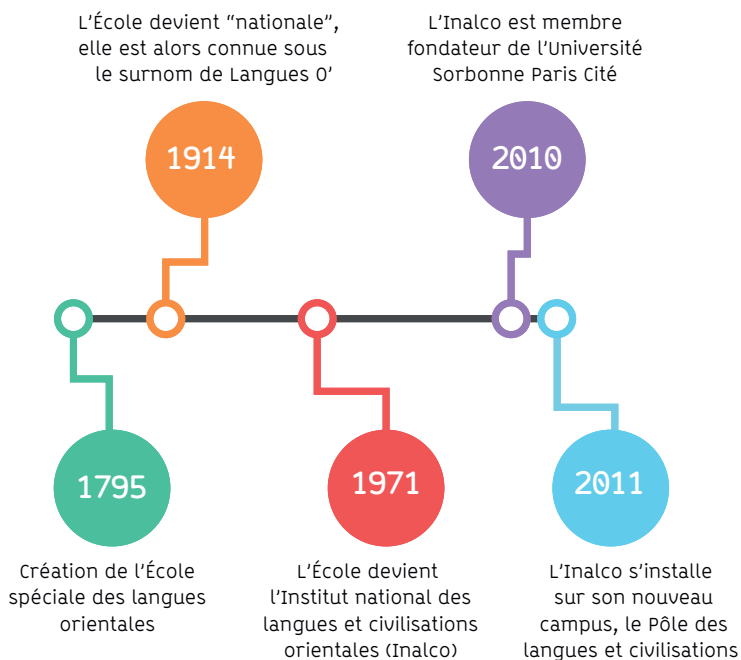 L'École devient “nationale”,
elle est alors connue sous
le surnom de Langues O'
L'Inalco est membre
fondateur de l'Université
Sorbonne Paris Cité
1914
2010
1795
1971
2011
Création de l'École
spéciale des langues
orientales
L'École devient
l'Institut national des
langues et civilisations
orientales (Inalco)
L'Inalco s'installe
sur son nouveau
campus, le Pôle des
langues et civilisations